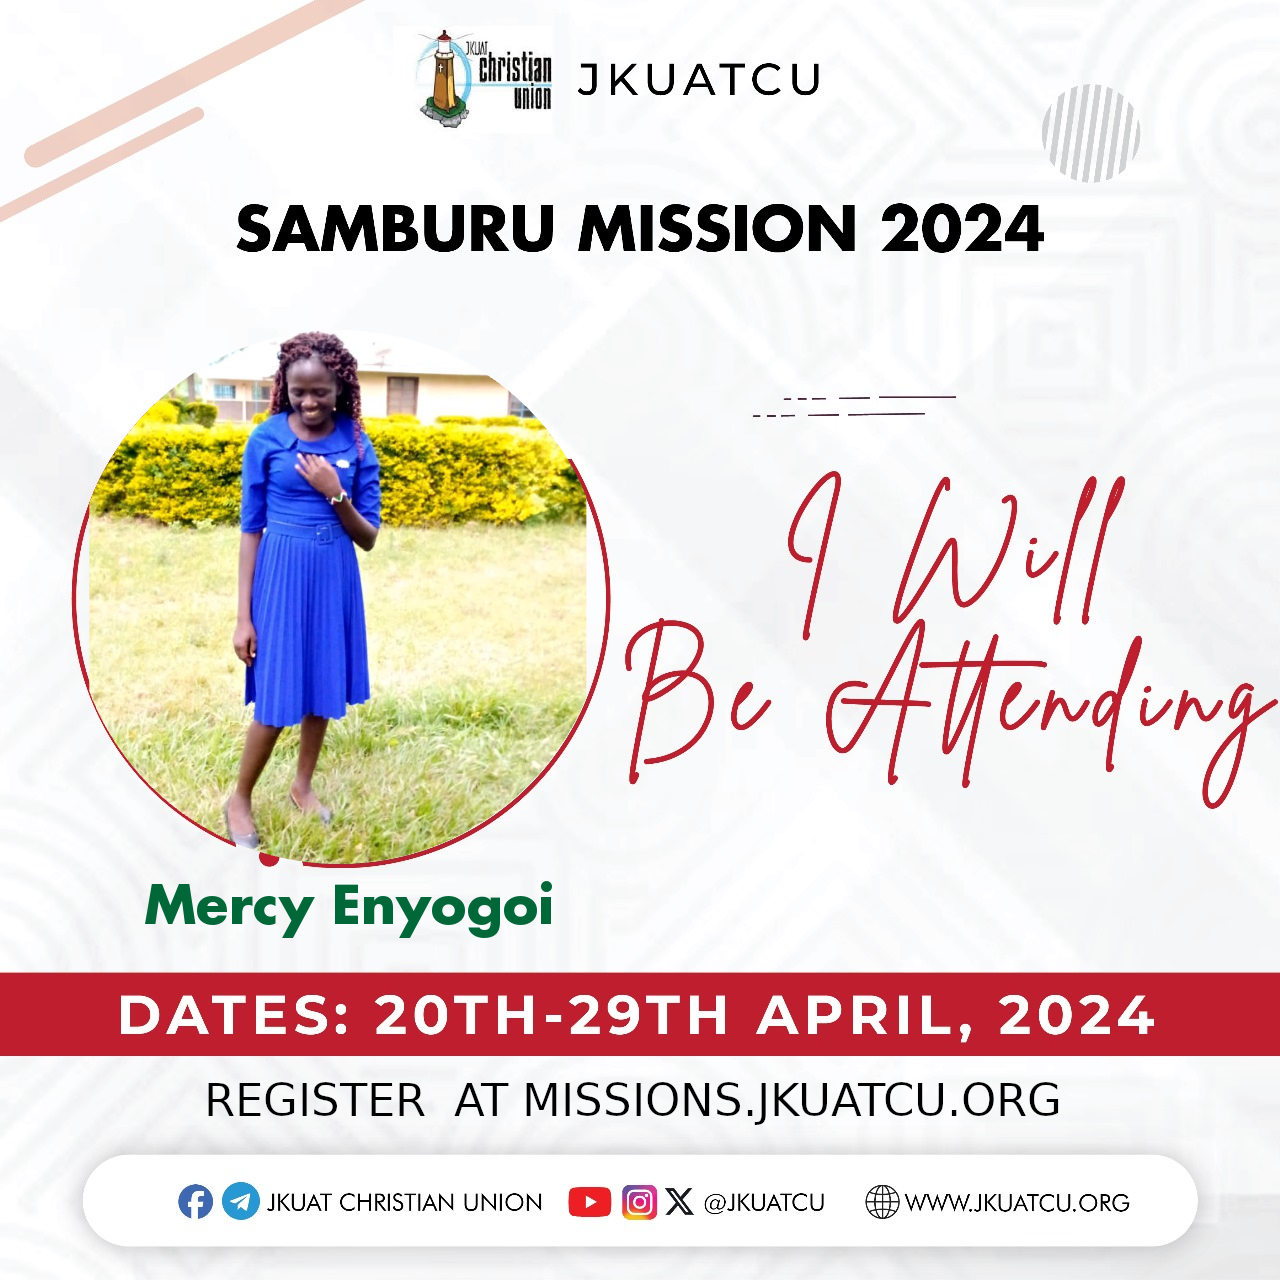 JKUAT
christian
union
JKUATCU
SAMBURU MISSION 2024
I Will
Be Attending
Mercy Enyogoi
DATES: 20TH-29TH APRIL, 2024
REGISTER AT MISSIONS.JKUATCU.ORG
JKUAT CHRISTIAN UNION @JKUATCU WWW.JKUATCU.ORG